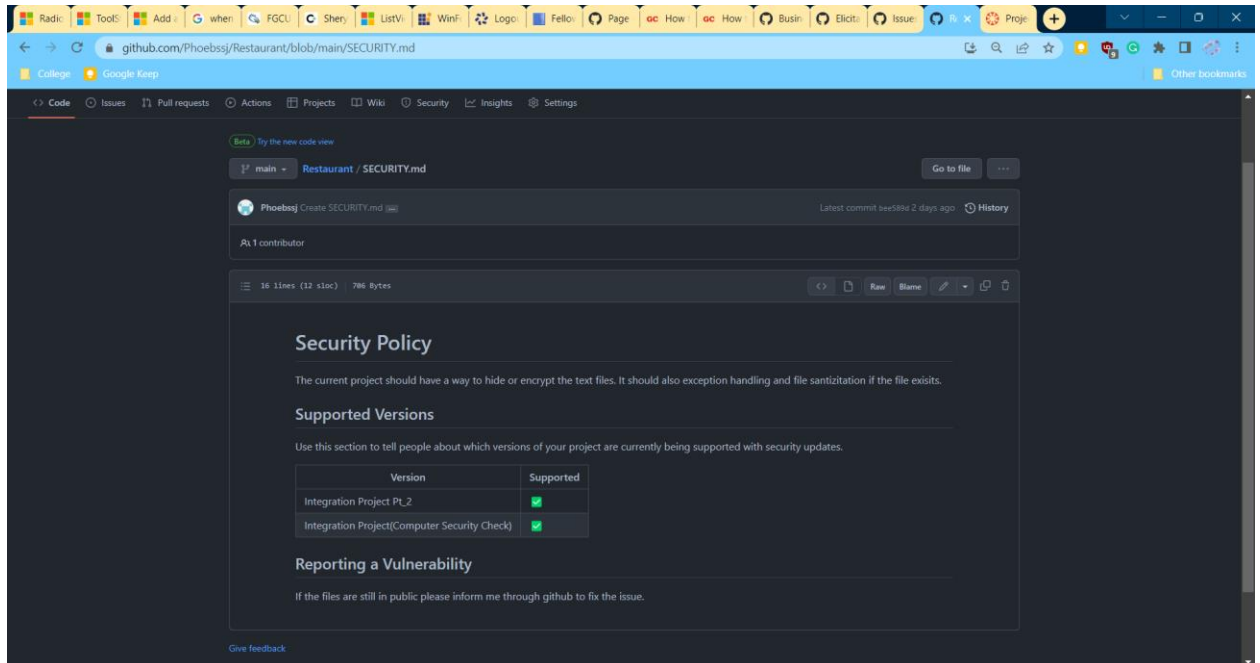 Radic ToolS Add a when FGCU Shery ListVi WinFo Logo Fellow Page GC How GC How Busin Elicita Issue R Proje
github.com/Phoebssj/Restaurant/blob/main/SECURITY.md
College Google Keep Other bookmarks
Code Issues Pull requests Actions Projects Wiki Security Insights Settings
Beta Try the new code view
main Restaurant / SECURITY.md Go to file ...
Phoebssj Create SECURITY.md ... Latest commit bee589d 2 days ago History
1 contributor
16 lines (12 sloc) 706 Bytes <> Raw Blame
Security Policy
The current project should have a way to hide or encrypt the text files. It should also exception handling and file santizitation if the file exisits.
Supported Versions
Use this section to tell people about which versions of your project are currently being supported with security updates.
Version Supported
Integration Project Pt_2 ✅
Integration Project(Computer Security Check) ✅
Reporting a Vulnerability
If the files are still in public please inform me through github to fix the issue.
Give feedback